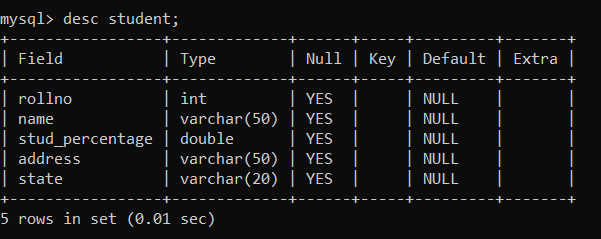 mysql> desc student;
+-----------------+-------------+------+-----+---------+-------+
| Field           | Type        | Null | Key | Default | Extra |
+-----------------+-------------+------+-----+---------+-------+
| rollno          | int         | YES  |     | NULL    |       |
| name            | varchar(50) | YES  |     | NULL    |       |
| stud_percentage | double      | YES  |     | NULL    |       |
| address         | varchar(50) | YES  |     | NULL    |       |
| state           | varchar(20) | YES  |     | NULL    |       |
+-----------------+-------------+------+-----+---------+-------+
5 rows in set (0.01 sec)